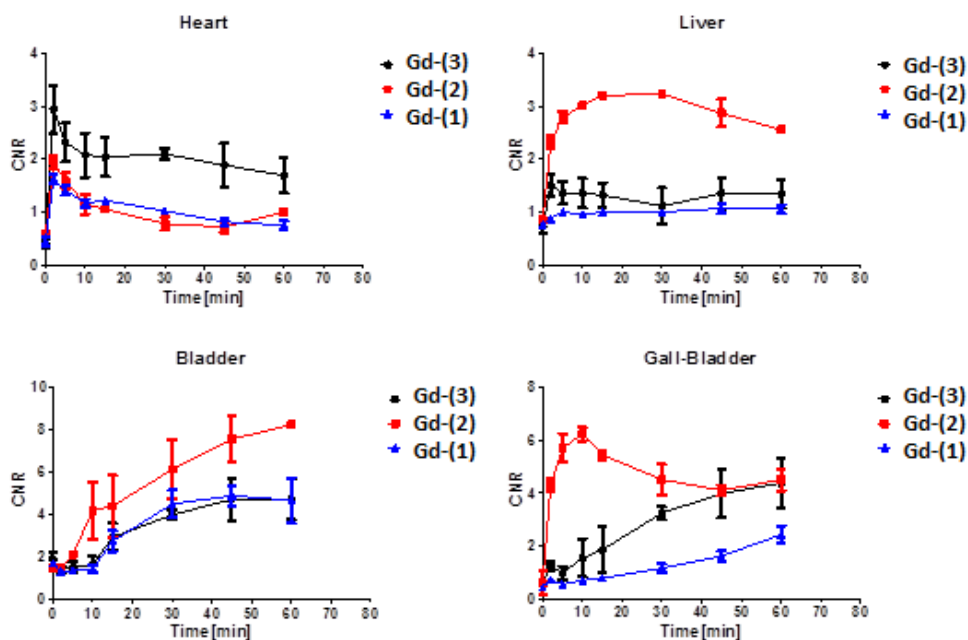 Heart
4
3
2
1
0
CNR
0 10 20 30 40 50 60 70 80
Time [min]
Gd-(3)
Gd-(2)
Gd-(1)
Liver
4
3
2
1
0
CNR
0 10 20 30 40 50 60 70 80
Time [min]
Gd-(3)
Gd-(2)
Gd-(1)
Bladder
10
8
6
4
2
0
CNR
0 10 20 30 40 50 60 70 80
Time [min]
Gd-(3)
Gd-(2)
Gd-(1)
Gall-Bladder
8
6
4
2
0
CNR
0 10 20 30 40 50 60 70 80
Time [min]
Gd-(3)
Gd-(2)
Gd-(1)